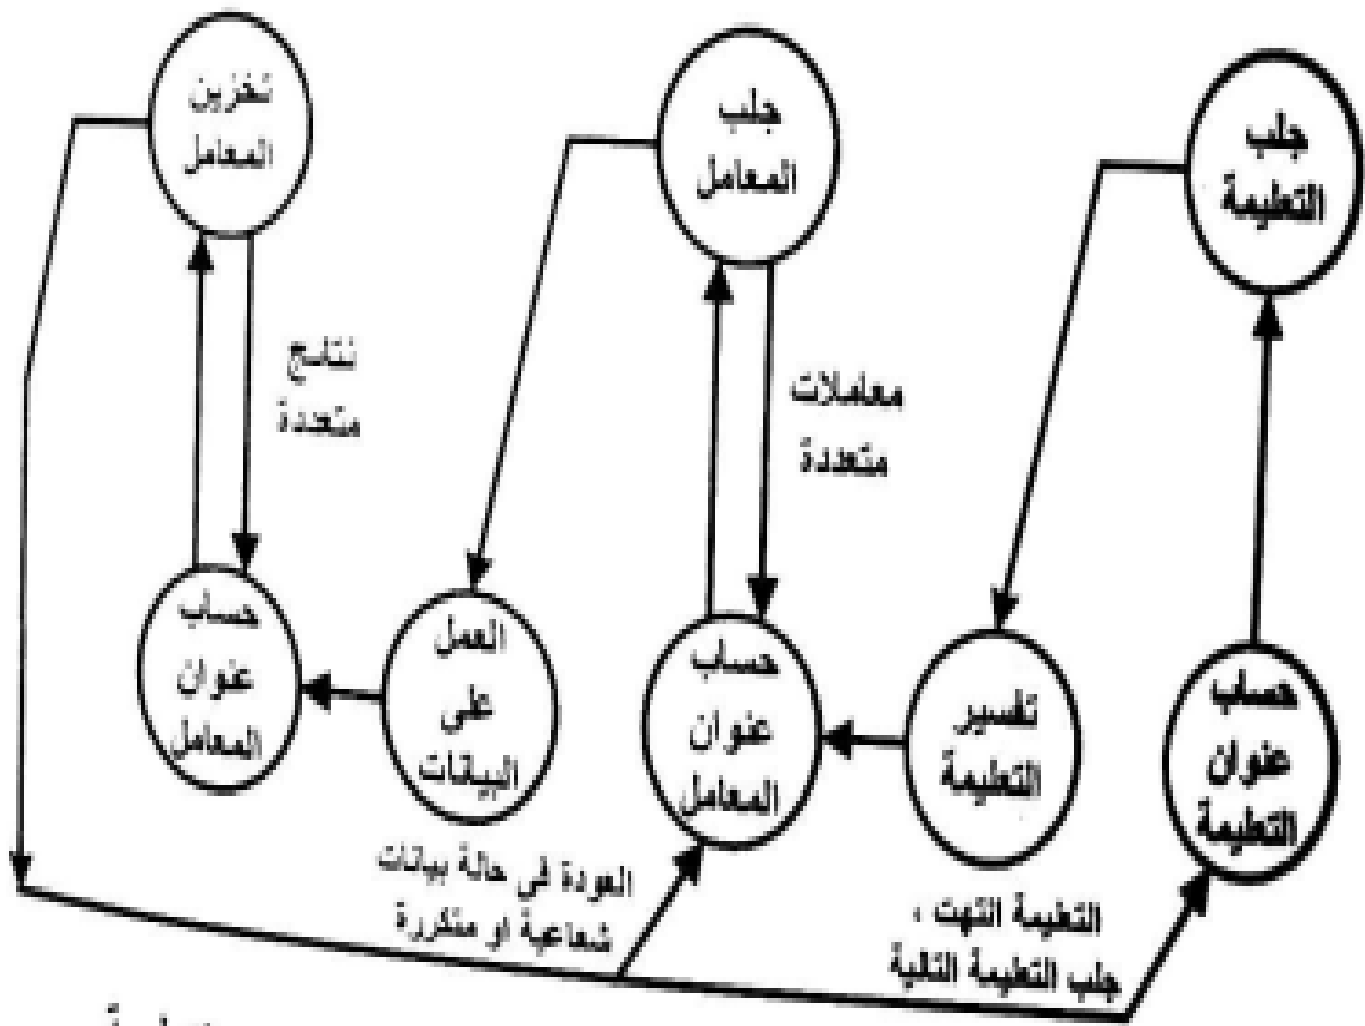 جلب
التعليمة
جلب
المعامل
تخزين
المعامل
معاملات
متعددة
نتائج
متعددة
حساب
عنوان
التعليمة
تفسير
التعليمة
حساب
عنوان
المعامل
العمل
على
البيانات
حساب
عنوان
المعامل
التعليمة انتهت ،
جلب التعليمة التالية
العودة في حالة بيانات
شعاعية او متكررة